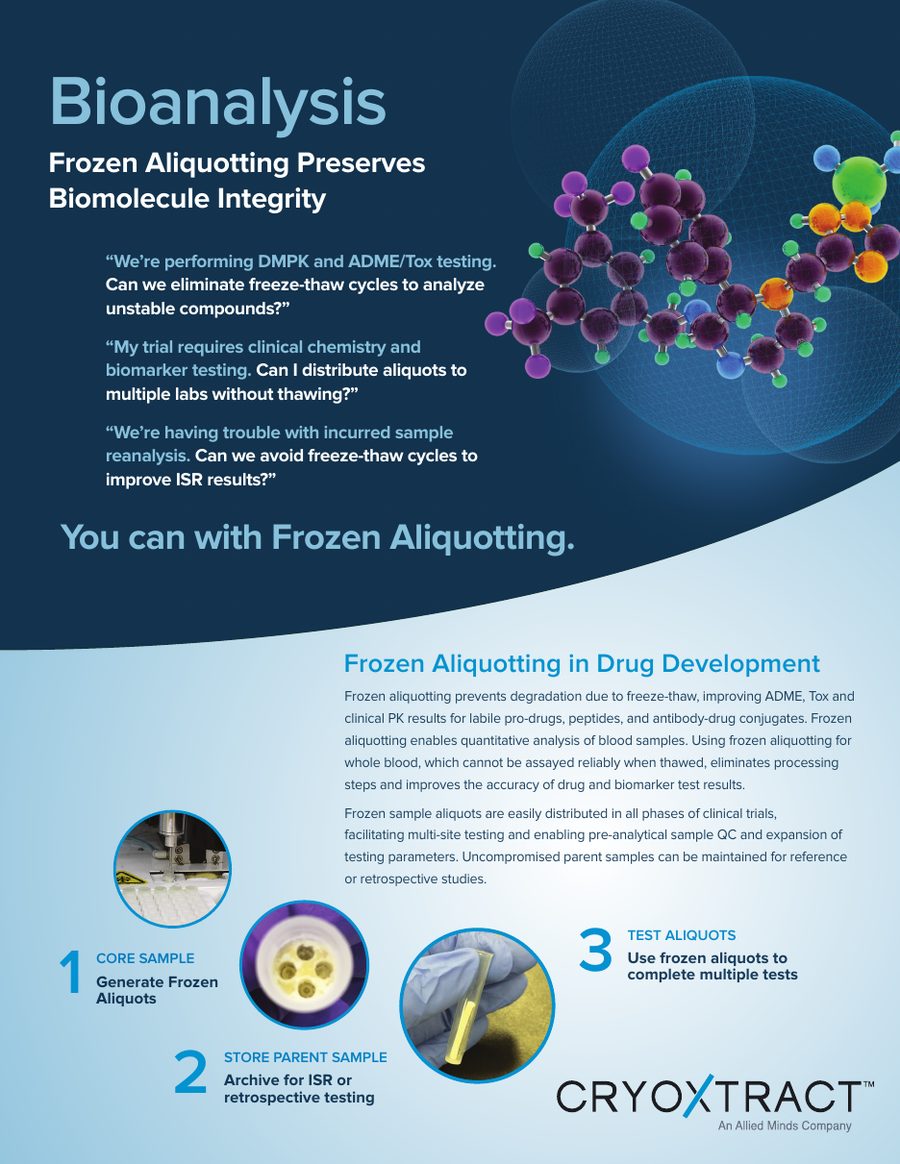 Bioanalysis
Frozen Aliquotting Preserves
Biomolecule Integrity
“We’re performing DMPK and ADME/Tox testing.
Can we eliminate freeze-thaw cycles to analyze
unstable compounds?”
“My trial requires clinical chemistry and
biomarker testing. Can I distribute aliquots to
multiple labs without thawing?”
“We’re having trouble with incurred sample
reanalysis. Can we avoid freeze-thaw cycles to
improve ISR results?”
You can with Frozen Aliquotting.
Frozen Aliquotting in Drug Development
Frozen aliquotting prevents degradation due to freeze-thaw, improving ADME, Tox and
clinical PK results for labile pro-drugs, peptides, and antibody-drug conjugates. Frozen
aliquotting enables quantitative analysis of blood samples. Using frozen aliquotting for
whole blood, which cannot be assayed reliably when thawed, eliminates processing
steps and improves the accuracy of drug and biomarker test results.
Frozen sample aliquots are easily distributed in all phases of clinical trials,
facilitating multi-site testing and enabling pre-analytical sample QC and expansion of
testing parameters. Uncompromised parent samples can be maintained for reference
or retrospective studies.
1 CORE SAMPLE
Generate Frozen
Aliquots
2 STORE PARENT SAMPLE
Archive for ISR or
retrospective testing
3 TEST ALIQUOTS
Use frozen aliquots to
complete multiple tests
CRYOXTRACT™
An Allied Minds Company